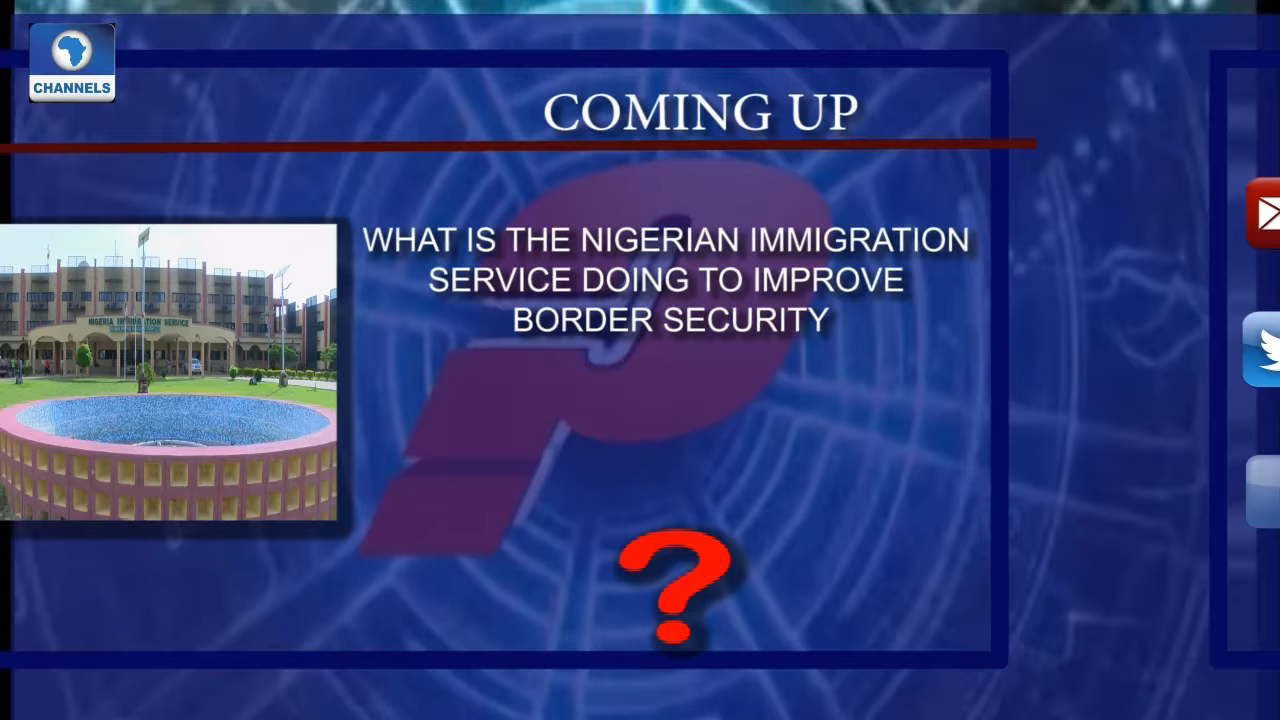 CHANNELS
COMING UP
WHAT IS THE NIGERIAN IMMIGRATION
SERVICE DOING TO IMPROVE
BORDER SECURITY
?
NIGERIA IMMIGRATION SERVICE